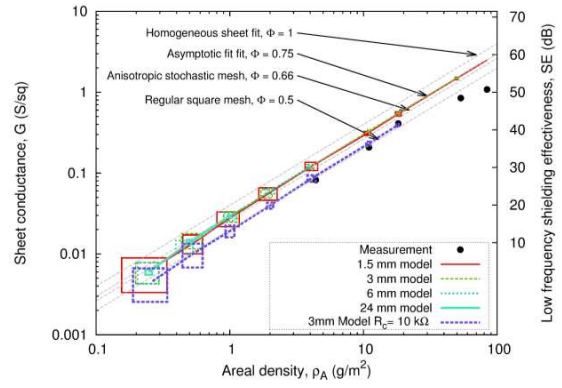 Homogeneous sheet fit, Φ = 1
Asymptotic fit fit, Φ = 0.75
Anisotropic stochastic mesh, Φ = 0.66
Regular square mesh, Φ = 0.5
Sheet conductance, G (S/sq)
10
1
0.1
0.01
0.001
Low frequency shielding effectiveness, SE (dB)
70
60
50
40
30
20
10
Measurement
1.5 mm model
3 mm model
6 mm model
24 mm model
3mm Model Rc= 10 kΩ
0.1
1
10
100
Areal density, ρA (g/m²)